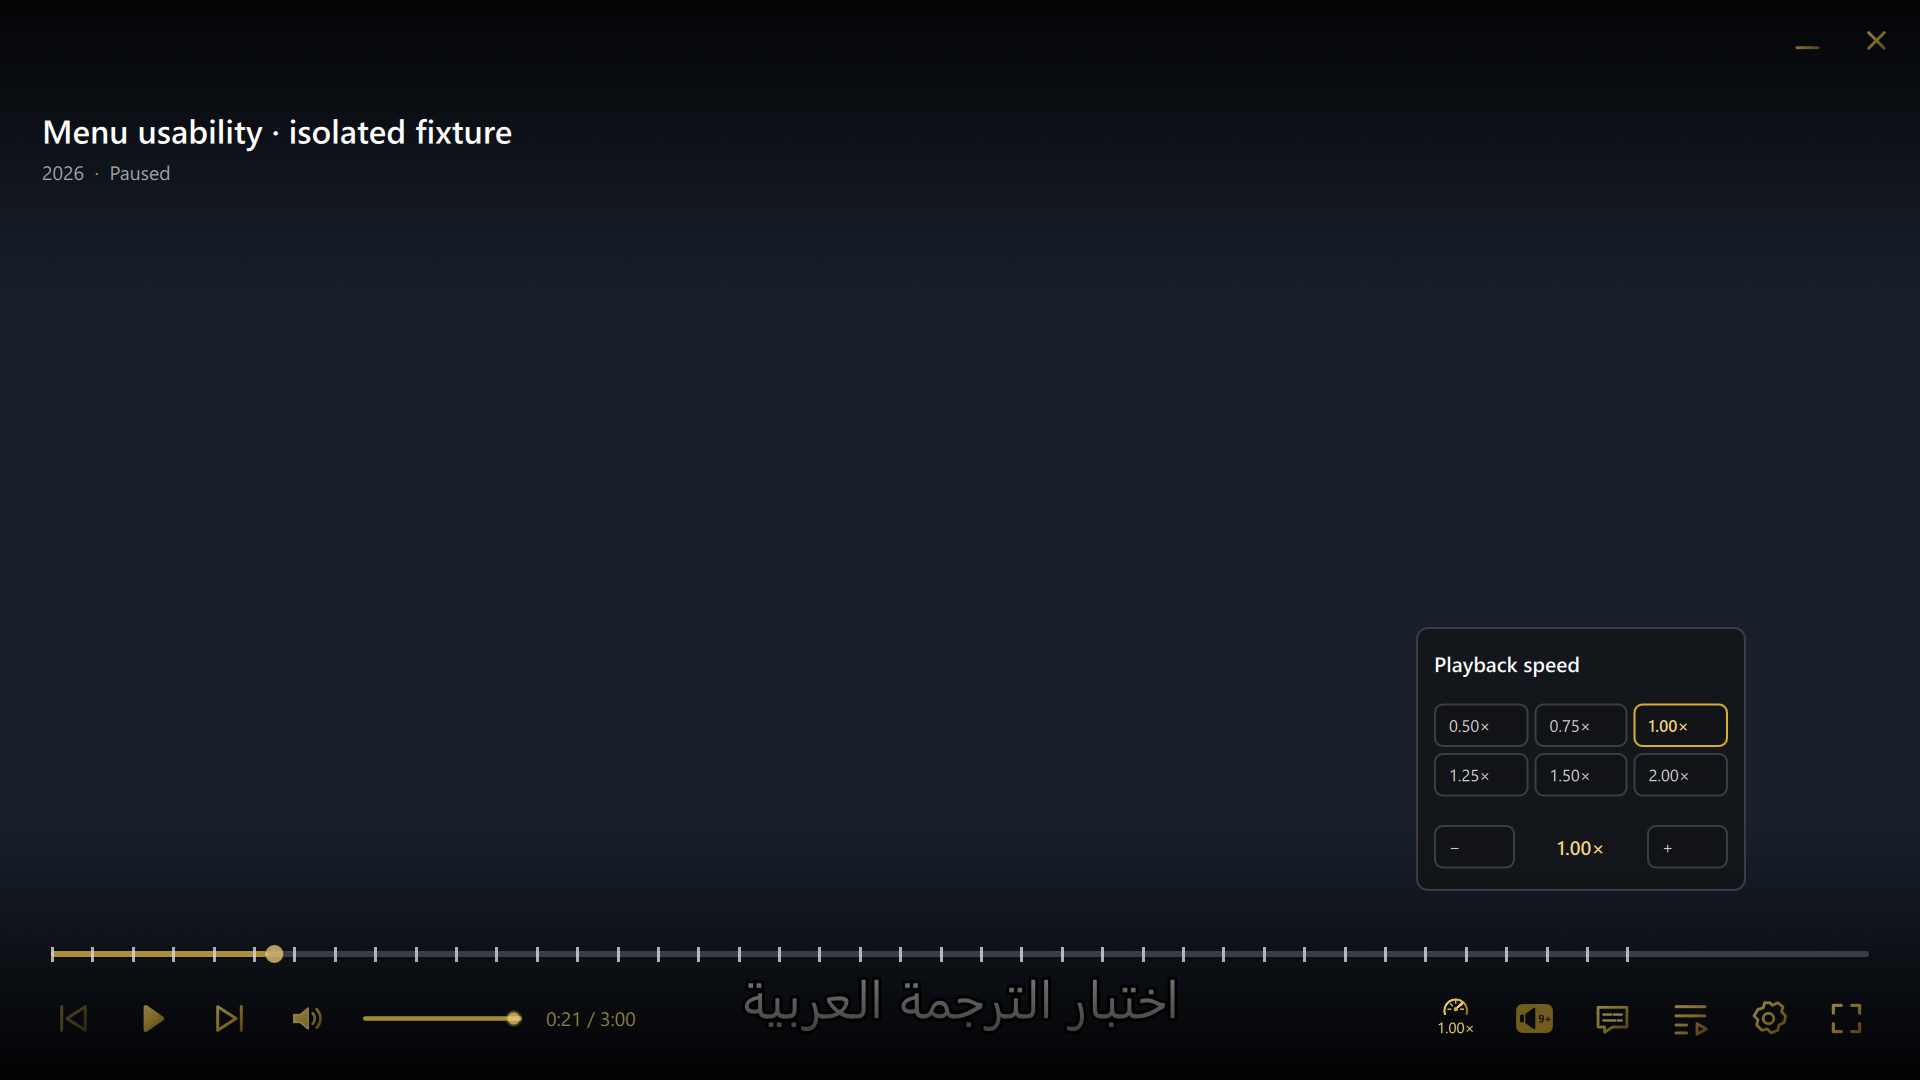 Menu usability · isolated fixture
2026 · Paused
Playback speed
0.50× 0.75× 1.00×
1.25× 1.50× 2.00×
− 1.00× +
اختبار الترجمة العربية
0:21 / 3:00
1.00×
9+